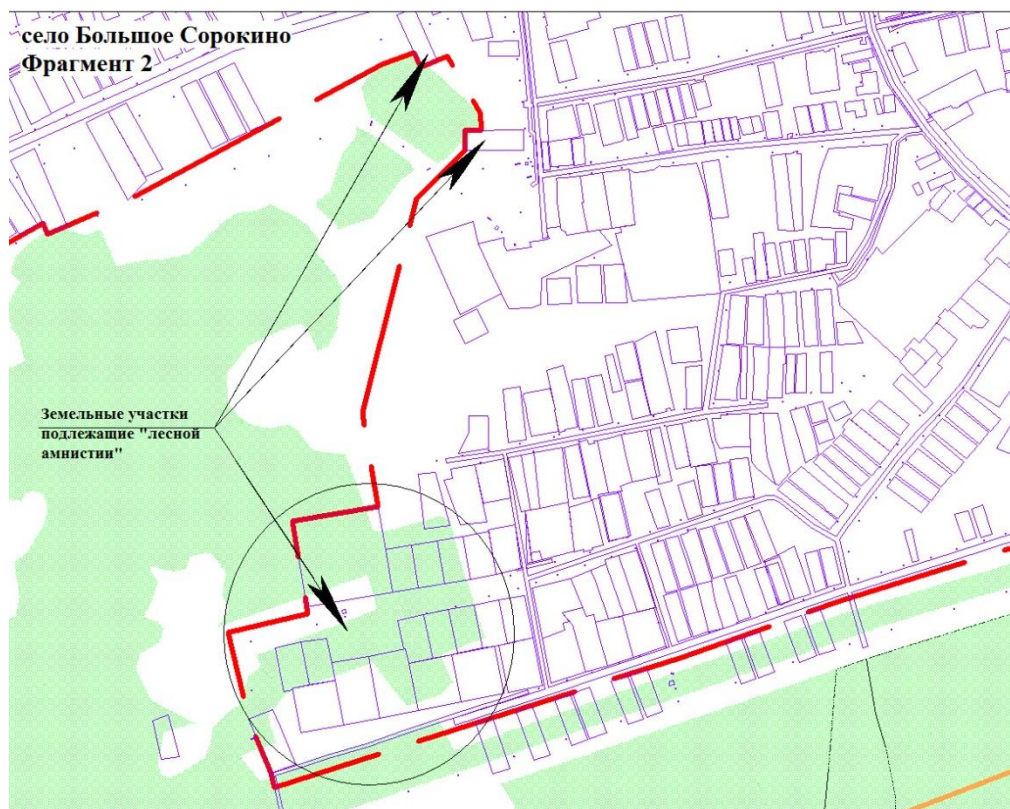 село Большое Сорокино
Фрагмент 2
Земельные участки
подлежащие "лесной
амнистии"